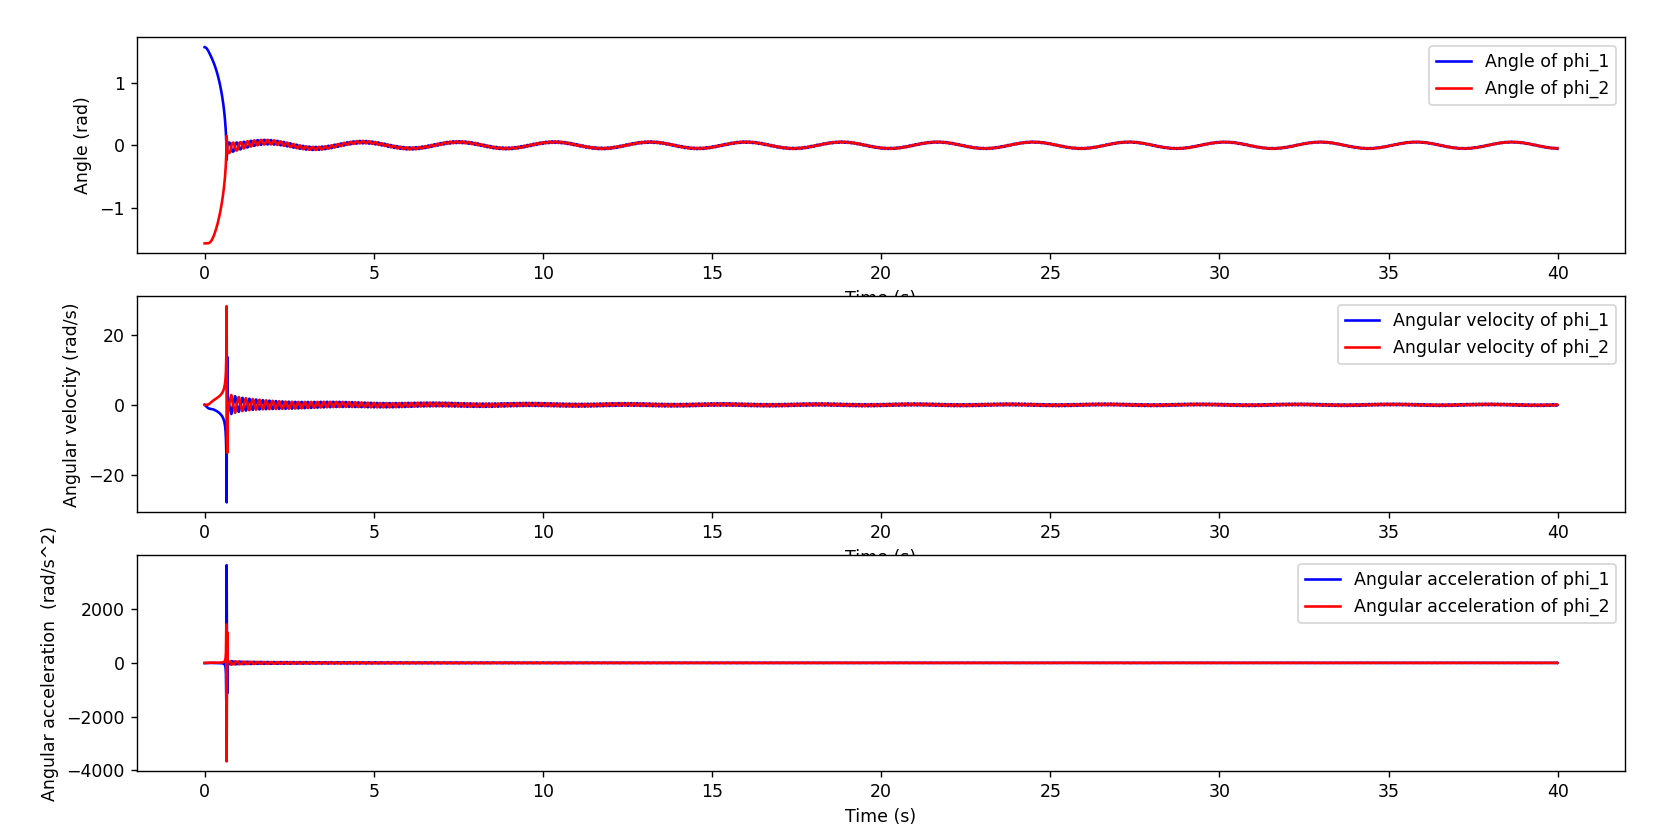 Angle (rad)
1
0
−1
Angle of phi_1
Angle of phi_2
0 5 10 15 20 25 30 35 40
Time (s)
Angular velocity (rad/s)
20
0
−20
Angular velocity of phi_1
Angular velocity of phi_2
0 5 10 15 20 25 30 35 40
Time (s)
Angular acceleration (rad/s^2)
2000
0
−2000
−4000
Angular acceleration of phi_1
Angular acceleration of phi_2
0 5 10 15 20 25 30 35 40
Time (s)